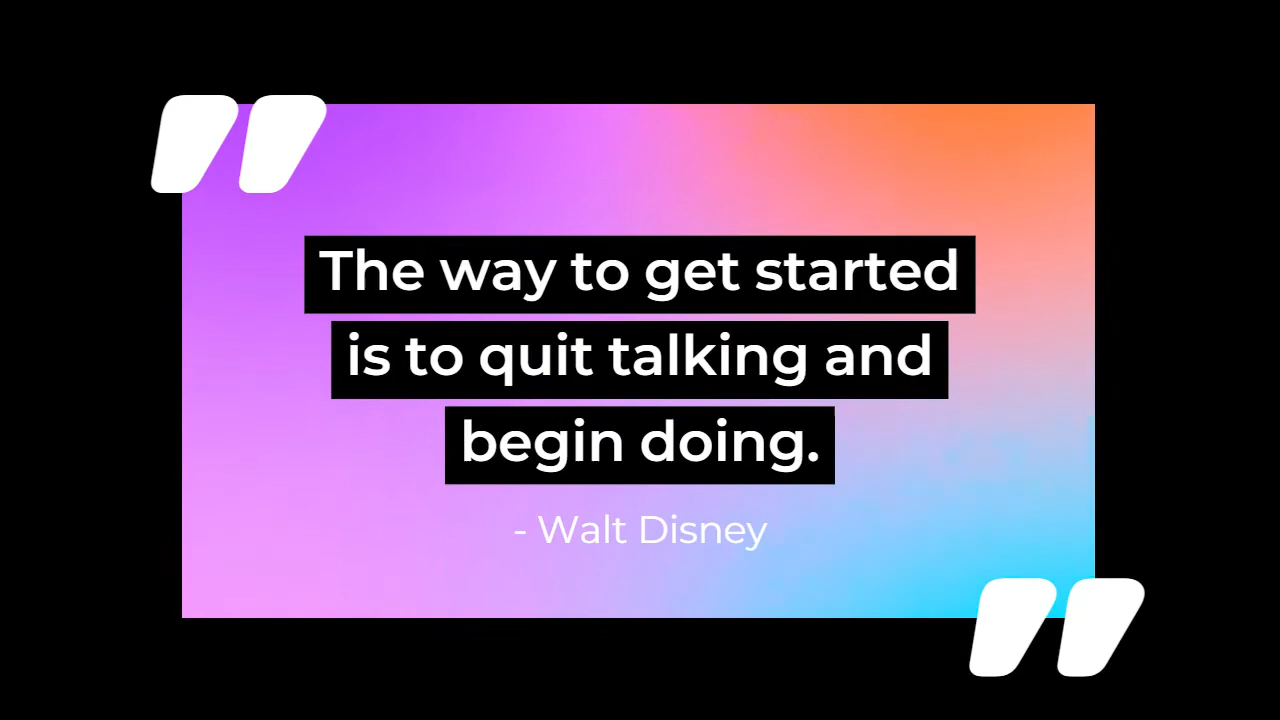 The way to get started
is to quit talking and
begin doing.
- Walt Disney